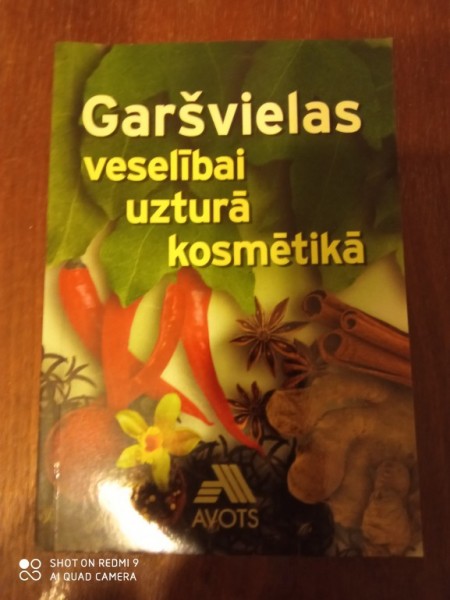 Garšvielas
veselībai
uzturā
kosmētikā
AVOTS
SHOT ON REDMI 9
AI QUAD CAMERA